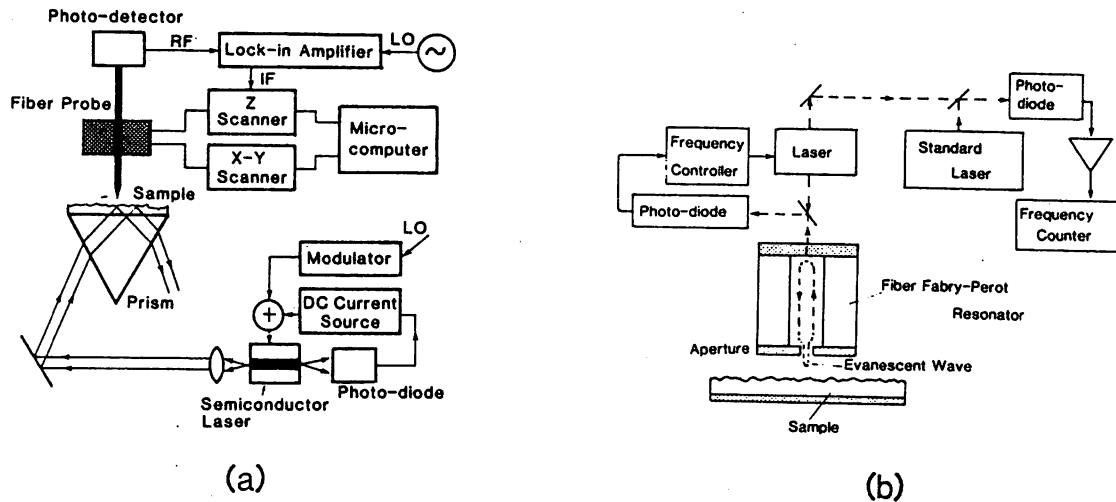 Photo-detector
RF
Lock-in Amplifier
LO
IF
Fiber Probe
Z
Scanner
Micro-
computer
X-Y
Scanner
Sample
LO
Modulator
Prism
DC Current
Source
Photo-diode
Semiconductor
Laser
(a)
Photo-
diode
Frequency
Controller
Laser
Standard
Laser
Photo-diode
Frequency
Counter
Fiber Fabry-Perot
Resonator
Aperture
Evanescent Wave
Sample
(b)